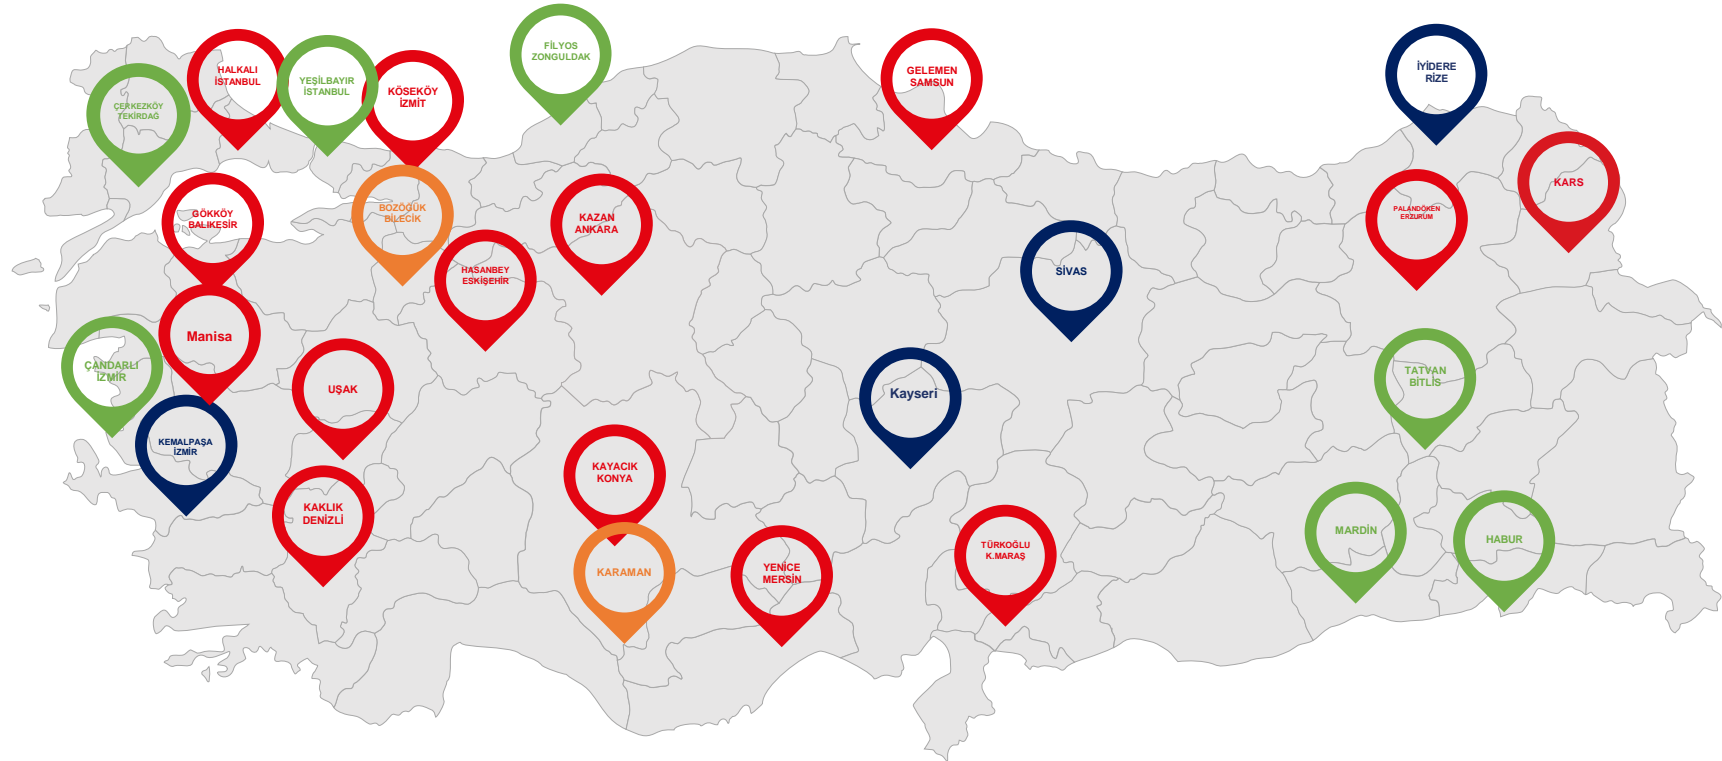 FİLYOS
ZONGULDAK
HALKALI
İSTANBUL
YEŞİLBAYIR
İSTANBUL
KÖSEKÖY
İZMİT
GELEMEN
SAMSUN
İYİDERE
RİZE
ÇERKEZKÖY
TEKİRDAĞ
KARS
GÖKKÖY
BALIKESİR
BOZÖĞÜK
BİLECİK
KAZAN
ANKARA
PALANDÖKEN
ERZURUM
HASANBEY
ESKİŞEHİR
SİVAS
Manisa
ÇANDARLI
İZMİR
UŞAK
Kayseri
TATVAN
BİTLİS
KEMALPAŞA
İZMİR
KAYACIK
KONYA
KAKLIK
DENİZLİ
MARDİN
HABUR
TÜRKOĞLU
K.MARAŞ
KARAMAN
YENİCE
MERSİN